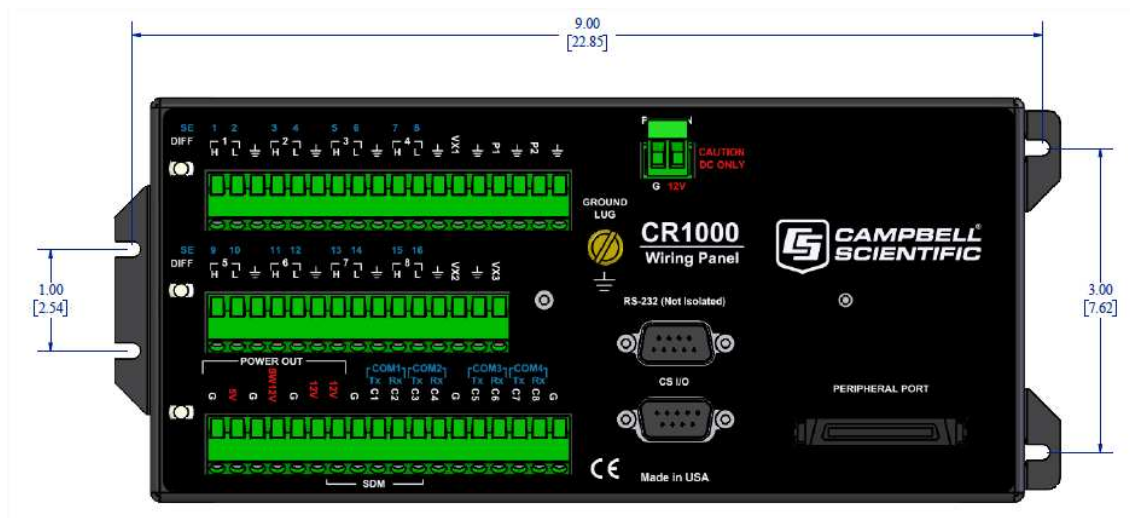 9.00
[22.85]
SE 1 2 3 4 5 6 7 8
DIFF 1 2 3 4
H L H L H L H L VX1 P1 P2
CAUTION
DC ONLY
G 12V
GROUND
LUG
CR1000
Wiring Panel
CAMPBELL
SCIENTIFIC
SE 9 10 11 12 13 14 15 16
DIFF 5 6 7 8
H L H L H L H L VX2 VX3
RS-232 (Not Isolated)
1.00
[2.54]
3.00
[7.62]
POWER OUT
COM1 COM2 COM3 COM4
Tx Rx Tx Rx Tx Rx Tx Rx
G 5V G SW12V G 12V 12V G C1 C2 C3 C4 G C5 C6 C7 C8 G
CS I/O
PERIPHERAL PORT
SDM
CE
Made in USA